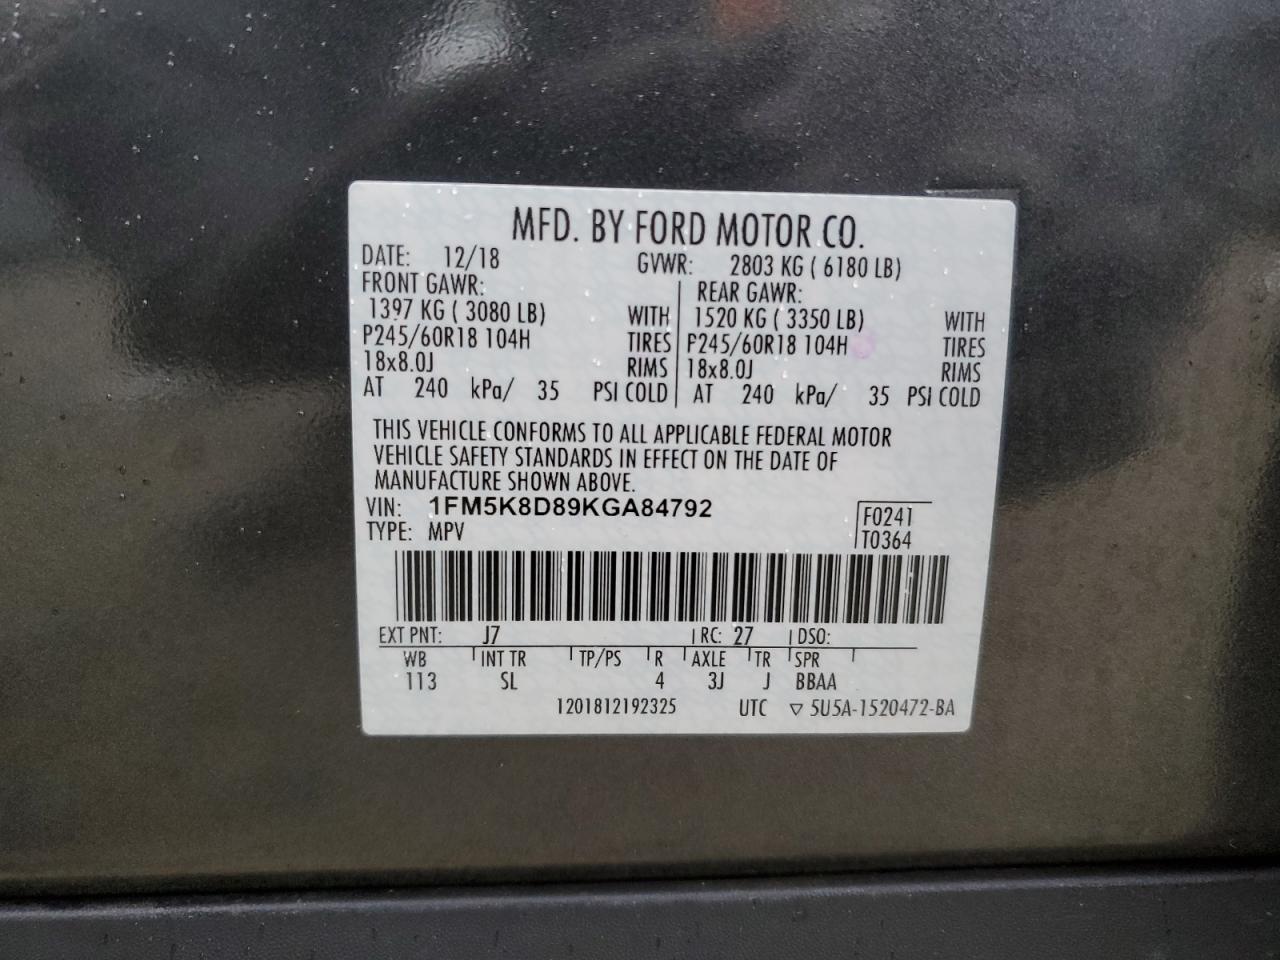 MFD. BY FORD MOTOR CO.
DATE: 12/18 GVWR: 2803 KG ( 6180 LB)
FRONT GAWR: REAR GAWR:
1397 KG ( 3080 LB) WITH 1520 KG ( 3350 LB) WITH
P245/60R18 104H TIRES P245/60R18 104H TIRES
18x8.0J RIMS 18x8.0J RIMS
AT 240 kPa/ 35 PSI COLD AT 240 kPa/ 35 PSI COLD
THIS VEHICLE CONFORMS TO ALL APPLICABLE FEDERAL MOTOR
VEHICLE SAFETY STANDARDS IN EFFECT ON THE DATE OF
MANUFACTURE SHOWN ABOVE.
VIN: 1FM5K8D89KGA84792 F0241
TYPE: MPV T0364
EXT PNT: J7 RC: 27 DSO:
WB INT TR TP/PS R AXLE TR SPR
113 SL 4 3J J BBAA
1201812192325 UTC ▽ 5U5A-1520472-BA